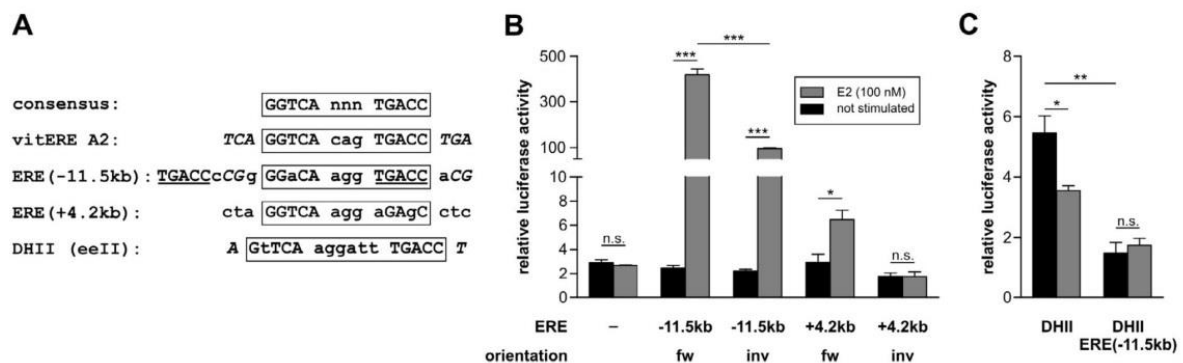 A
consensus: GGTCA nnn TGACC
vitERE A2: TCA GGTCA cag TGACC TGA
ERE(-11.5kb): TGACCcCGg GGaCA agg TGACC aCG
ERE(+4.2kb): cta GGTCA agg aGAgC ctc
DHII (eeII): A GtTCA aggatt TGACC T
B
relative luciferase activity
500
300
100
10
8
6
4
2
0
n.s.
***
***
***
*
n.s.
E2 (100 nM)
not stimulated
ERE – -11.5kb -11.5kb +4.2kb +4.2kb
orientation fw inv fw inv
C
relative luciferase activity
8
6
4
2
0
**
*
n.s.
DHII DHII
ERE(-11.5kb)